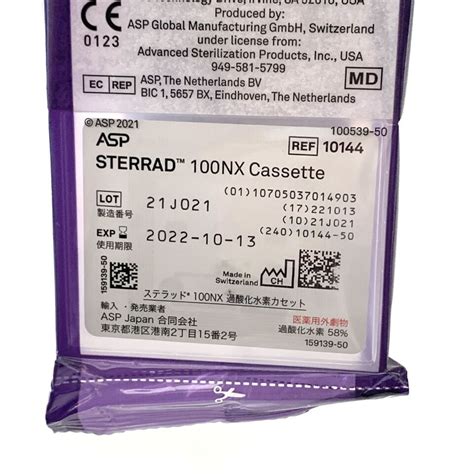 Technology Drive, Irvine, CA 92618, USA
Produced by:
ASP Global Manufacturing GmbH, Switzerland
under license from:
Advanced Sterilization Products, Inc., USA
949-581-5799
CE
0123
EC REP
ASP, The Netherlands BV
BIC 1, 5657 BX, Eindhoven, The Netherlands
MD
© ASP 2021
100539-50
ASP
REF 10144
STERRAD™ 100NX Cassette
(01)10705037014903
LOT 21J021
(17)221013
製造番号
(10)21J021
EXP 2022-10-13
(240)10144-50
使用期限
159139-50
Made in
Switzerland
CH
ステラッド® 100NX 過酸化水素カセット
輸入・発売業者
医薬用外劇物
ASP Japan 合同会社
過酸化水素 58%
東京都港区港南2丁目15番2号
159139-50